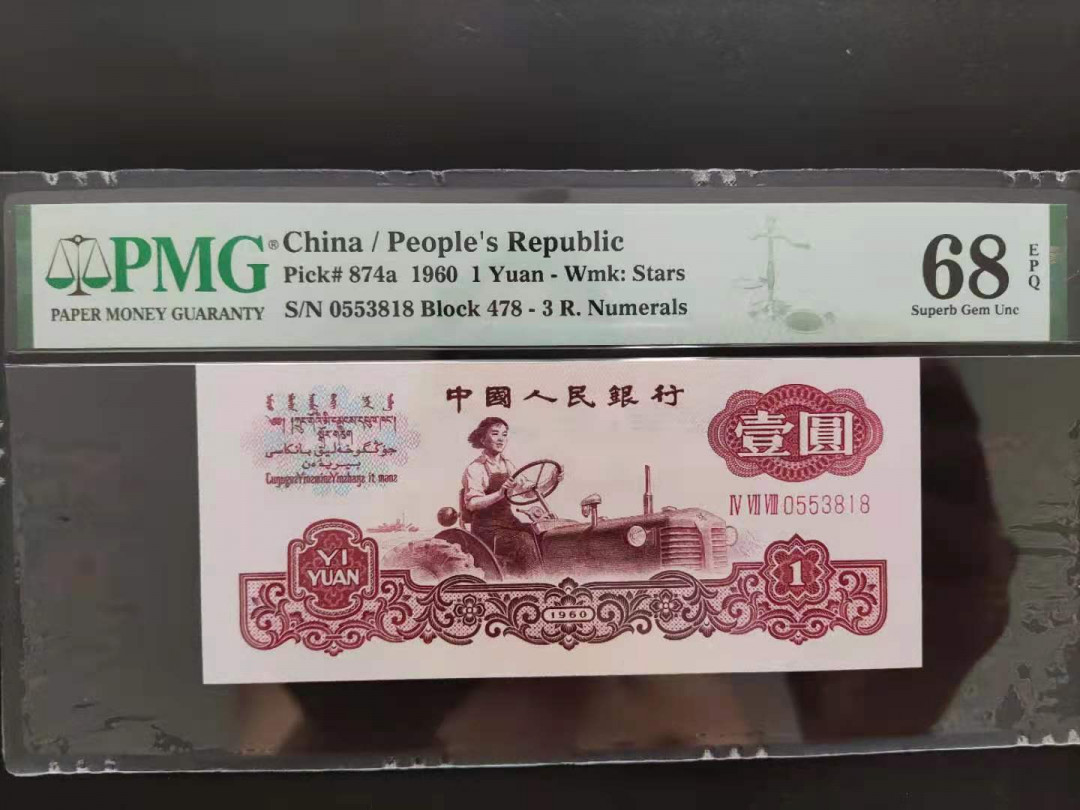 PMG®
PAPER MONEY GUARANTY
China / People's Republic
Pick# 874a 1960 1 Yuan - Wmk: Stars
S/N 0553818 Block 478 - 3 R. Numerals
68
EPQ
Superb Gem Unc
中國人民銀行
壹圓
Ⅳ Ⅶ Ⅷ 0553818
YI
YUAN
1960
1